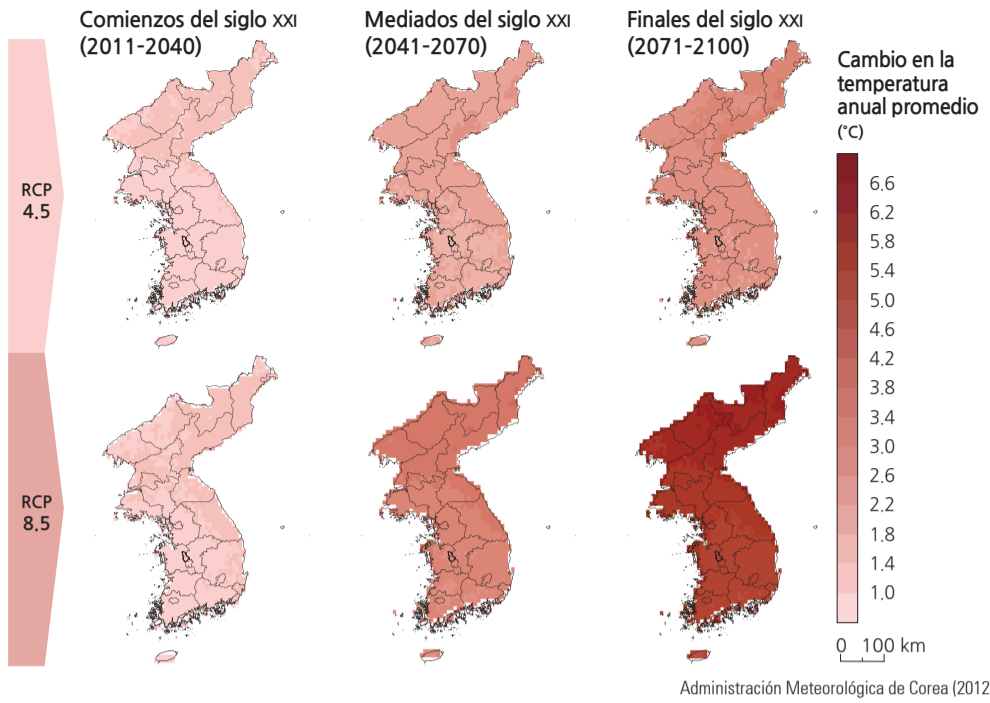 Comienzos del siglo XXI
(2011-2040)
Mediados del siglo XXI
(2041-2070)
Finales del siglo XXI
(2071-2100)
Cambio en la
temperatura
anual promedio
(°C)
RCP
4.5
RCP
8.5
6.6
6.2
5.8
5.4
5.0
4.6
4.2
3.8
3.4
3.0
2.6
2.2
1.8
1.4
1.0
0 100 km
Administración Meteorológica de Corea (2012